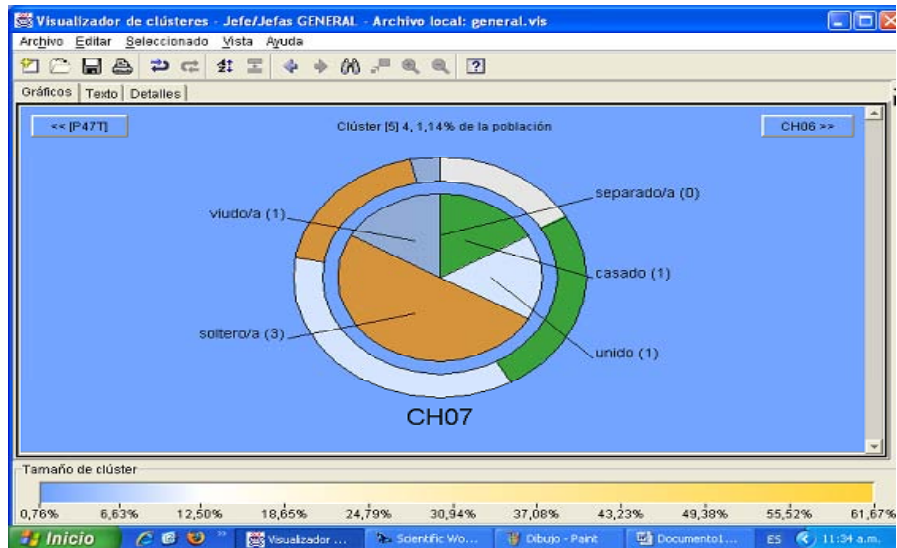 Visualizador de clústeres - Jefe/Jefas GENERAL - Archivo local: general.vis
Archivo Editar Seleccionado Vista Ayuda
Gráficos Texto Detalles
<< [P47T]
Clúster [5] 4, 1,14% de la población
CH06 >>
separado/a (0)
viudo/a (1)
casado (1)
soltero/a (3)
unido (1)
CH07
Tamaño de clúster
0,76% 6,63% 12,50% 18,65% 24,79% 30,94% 37,08% 43,23% 49,38% 55,52% 61,67%
Inicio
Visualizador ...
Scientific Wo...
Dibujo - Paint
Documento1...
ES
11:34 a.m.